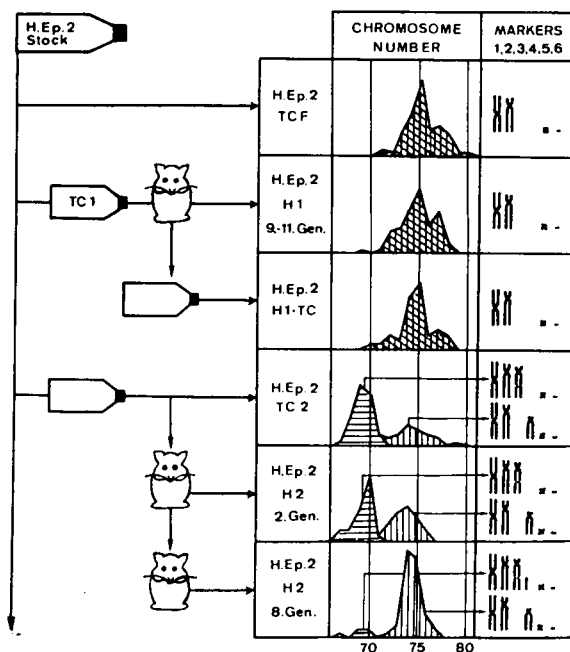 H.Ep.2
Stock
CHROMOSOME
NUMBER
MARKERS
1,2,3,4,5,6
H.Ep.2
TCF
TC 1
H.Ep.2
H1
9.-11.Gen.
H.Ep.2
H1-TC
H.Ep.2
TC 2
H.Ep.2
H2
2.Gen.
H.Ep.2
H2
8.Gen.
70 75 80